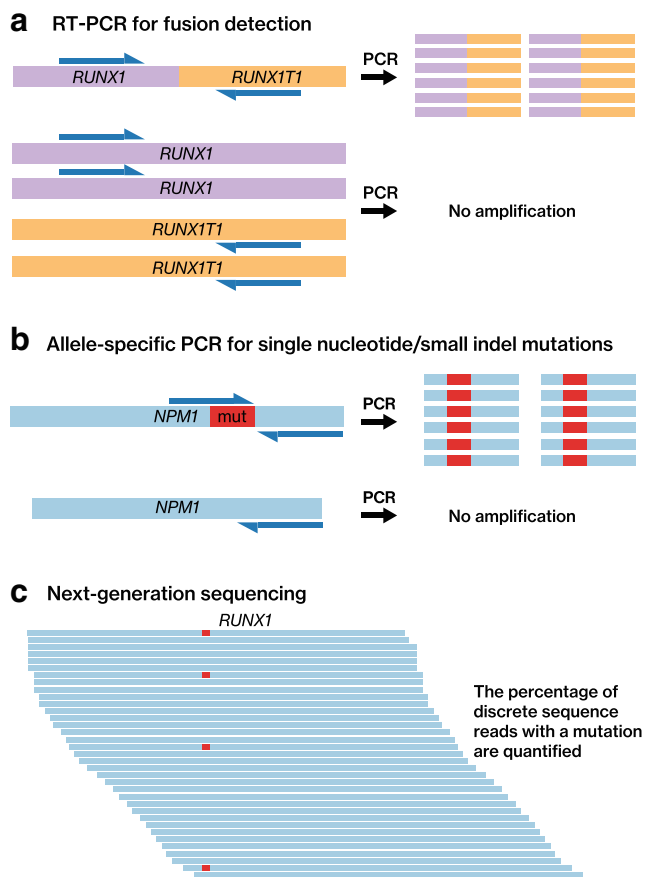 a RT-PCR for fusion detection
RUNX1 RUNX1T1
PCR
RUNX1
RUNX1
PCR
No amplification
RUNX1T1
RUNX1T1
b Allele-specific PCR for single nucleotide/small indel mutations
NPM1 mut
PCR
NPM1
PCR
No amplification
c Next-generation sequencing
RUNX1
The percentage of
discrete sequence
reads with a mutation
are quantified